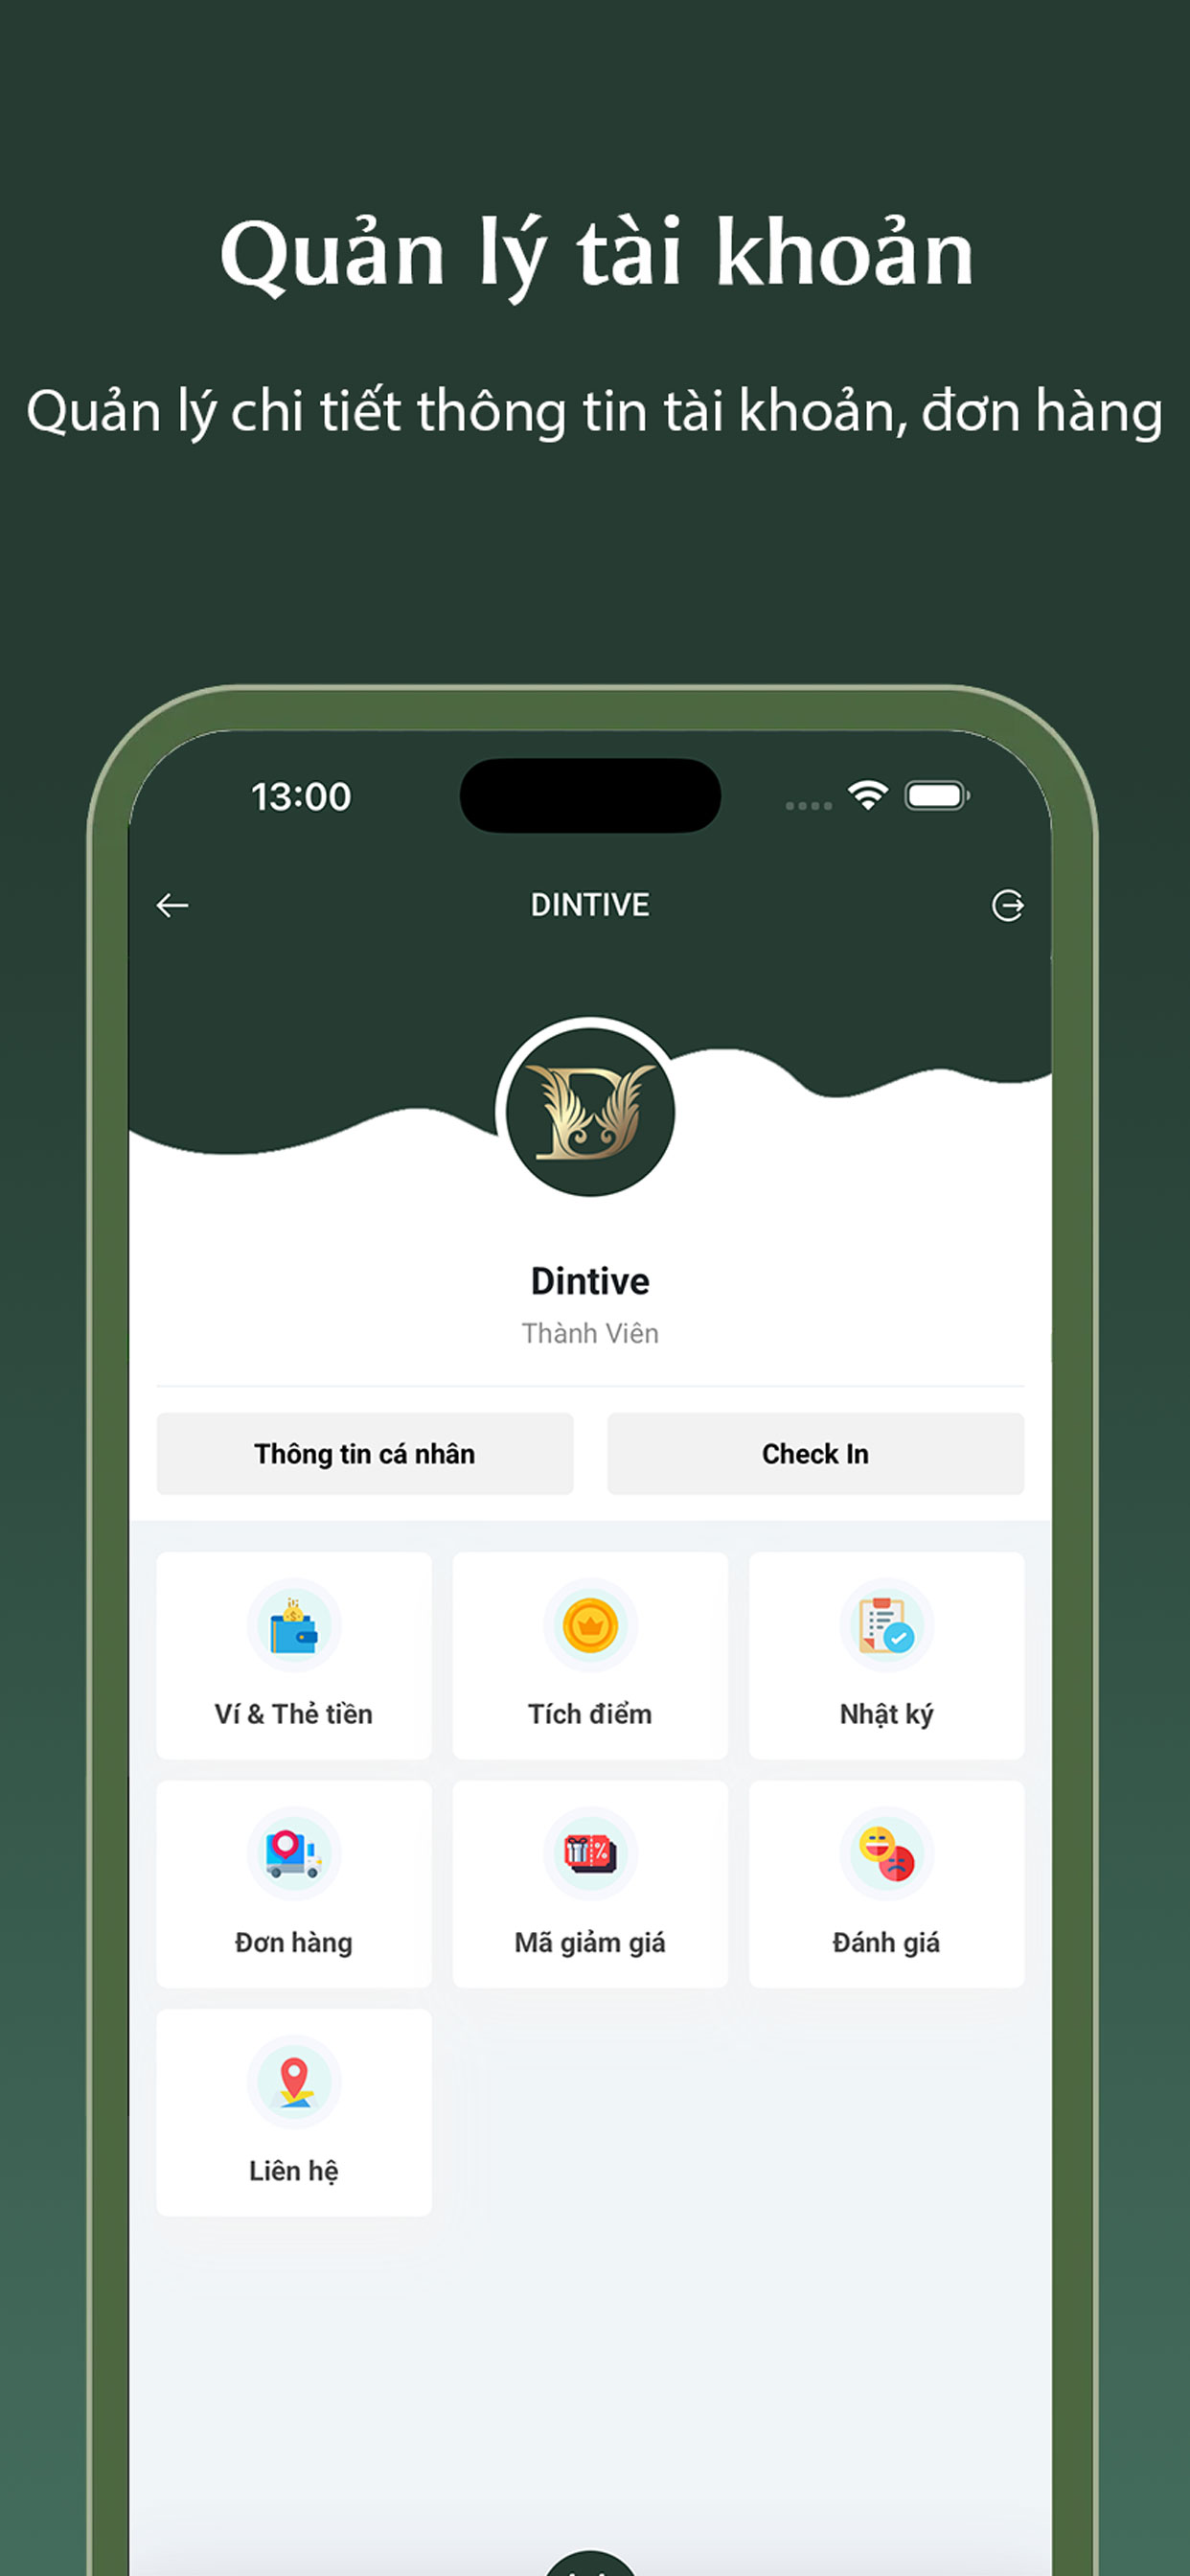 Quản lý tài khoản
Quản lý chi tiết thông tin tài khoản, đơn hàng
13:00
DINTIVE
D
Dintive
Thành Viên
Thông tin cá nhân
Check In
Ví & Thẻ tiền
Tích điểm
Nhật ký
Đơn hàng
Mã giảm giá
Đánh giá
Liên hệ